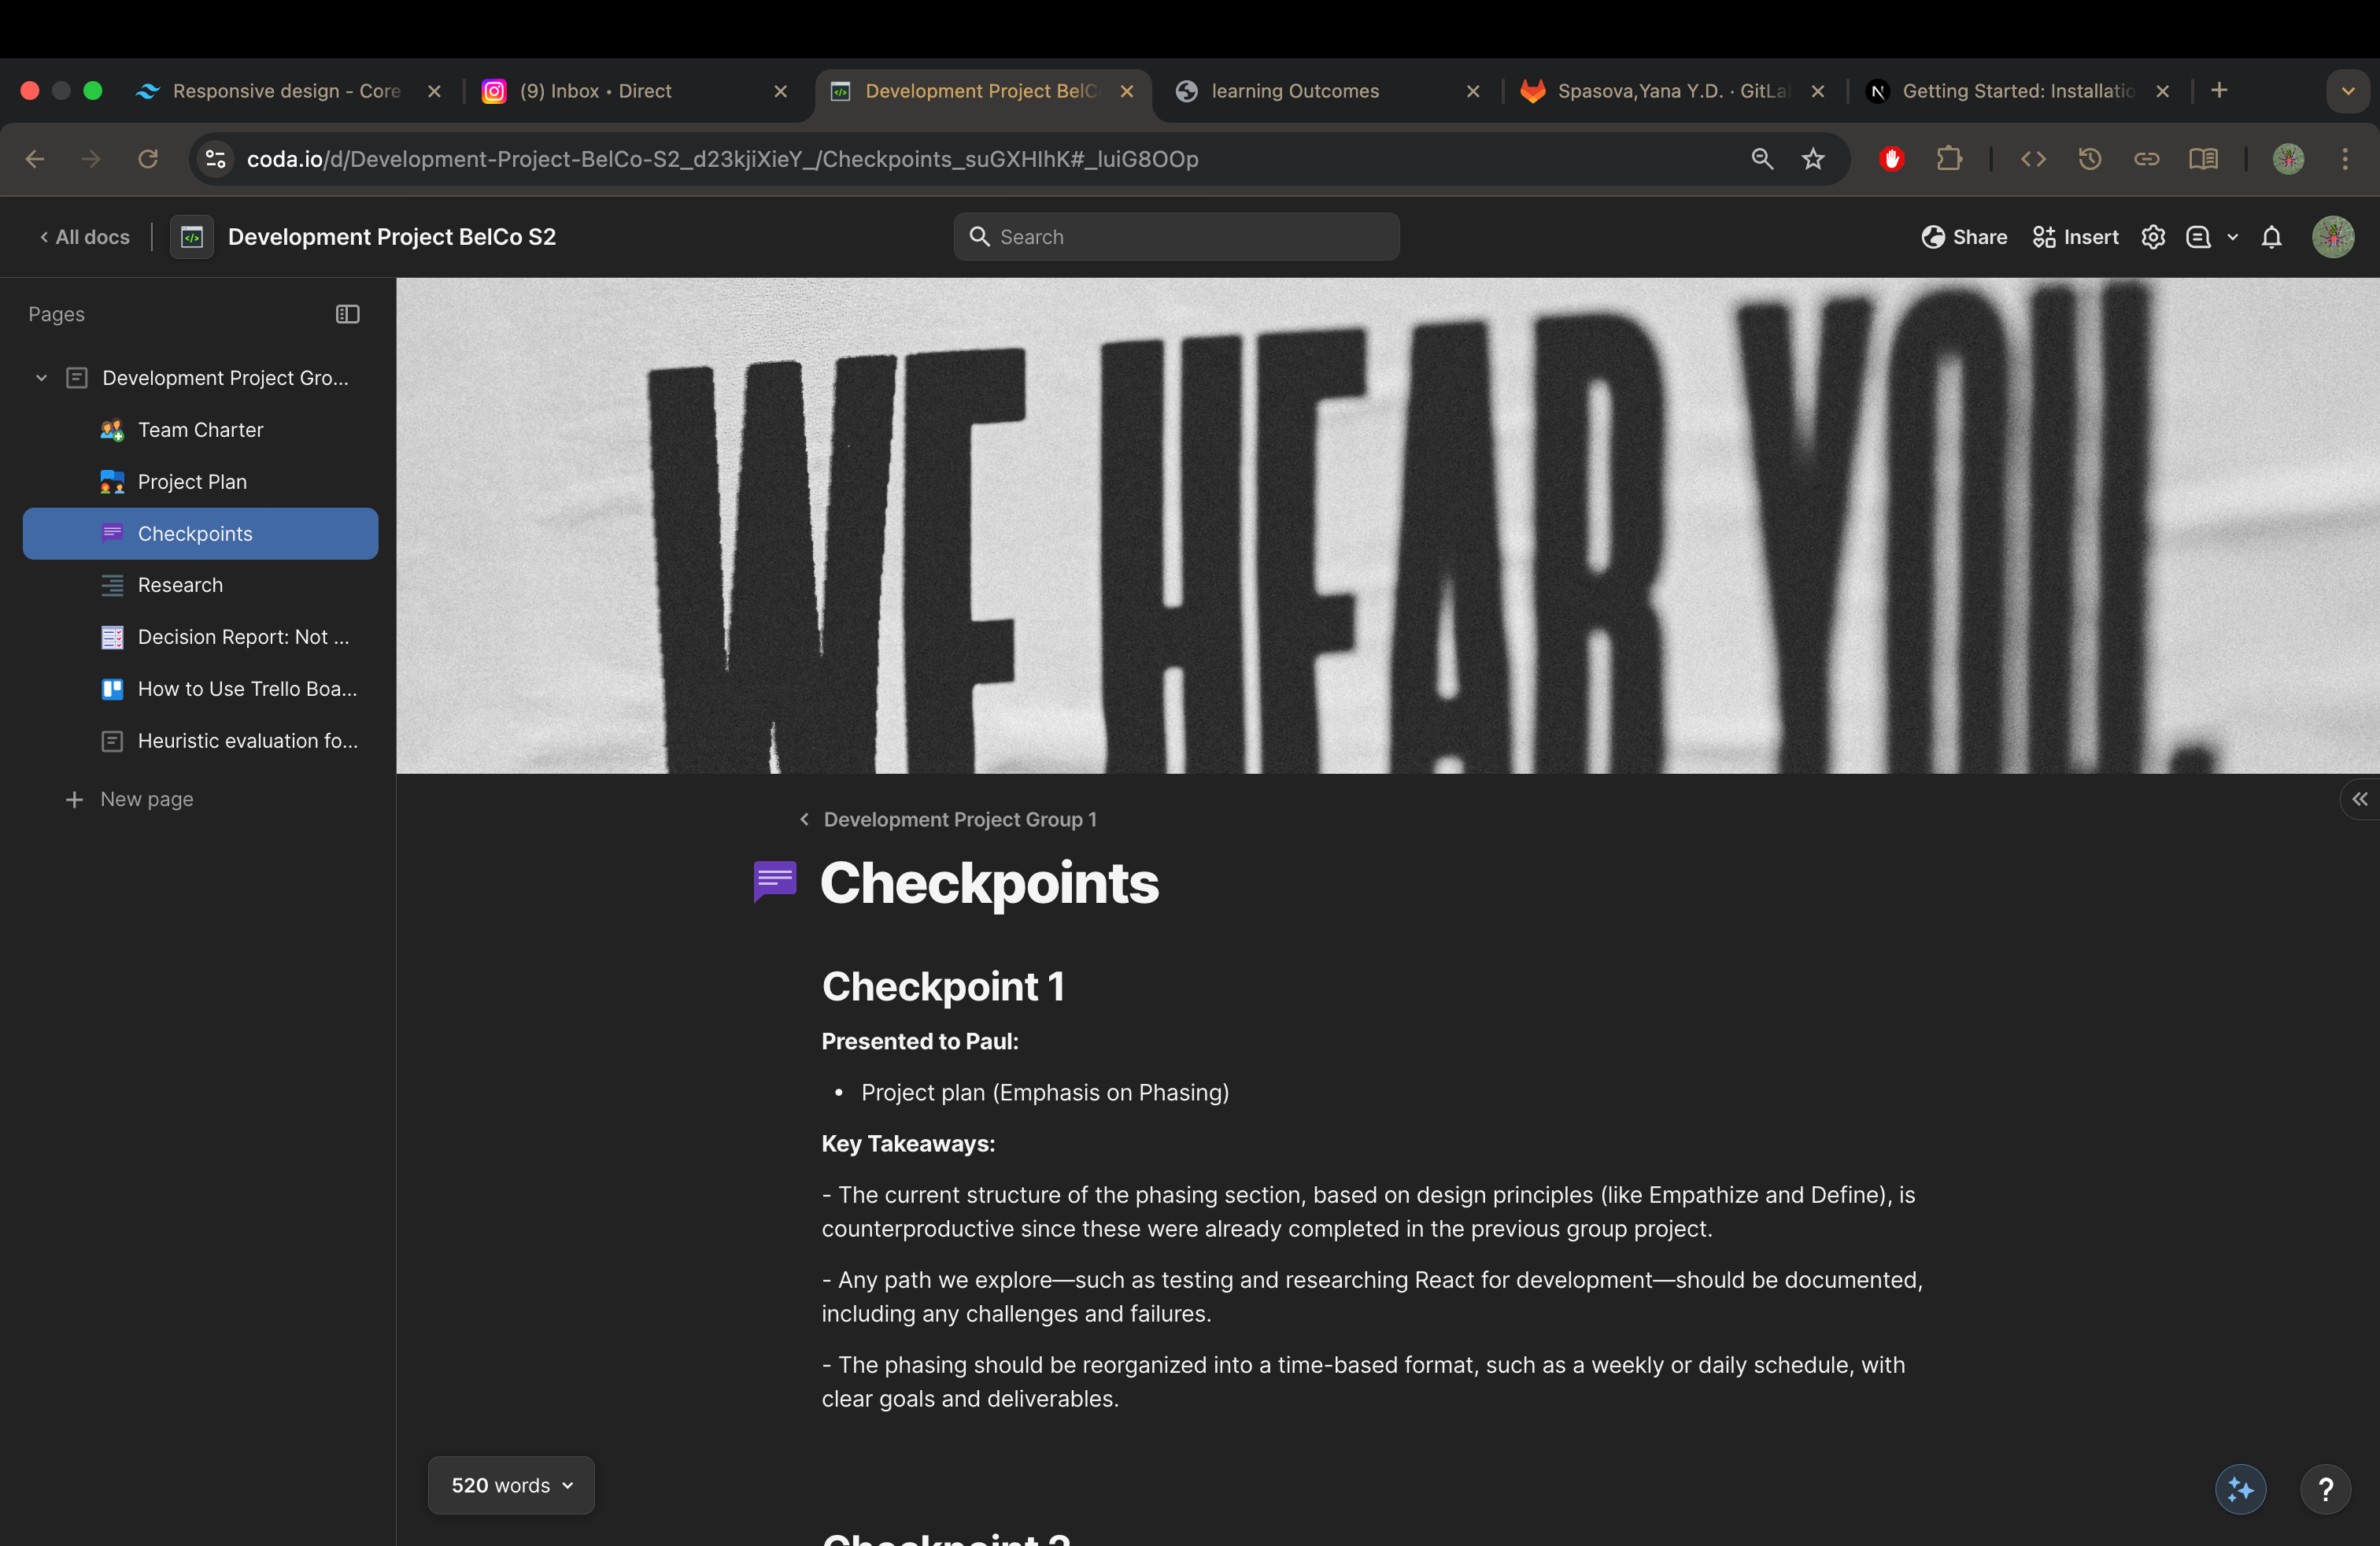 Responsive design - Core
(9) Inbox • Direct
Development Project BelC
learning Outcomes
Spasova,Yana Y.D. · GitLa
Getting Started: Installatio
coda.io/d/Development-Project-BelCo-S2_d23kjiXieY_/Checkpoints_suGXHIhK#_luiG8OOp
All docs
Development Project BelCo S2
Search
Share
Insert
Pages
Development Project Gro...
Team Charter
Project Plan
Checkpoints
Research
Decision Report: Not ...
How to Use Trello Boa...
Heuristic evaluation fo...
New page
WE HEAR YOU.
Development Project Group 1
Checkpoints
Checkpoint 1
Presented to Paul:
• Project plan (Emphasis on Phasing)
Key Takeaways:
- The current structure of the phasing section, based on design principles (like Empathize and Define), is
counterproductive since these were already completed in the previous group project.
- Any path we explore—such as testing and researching React for development—should be documented,
including any challenges and failures.
- The phasing should be reorganized into a time-based format, such as a weekly or daily schedule, with
clear goals and deliverables.
520 words
Checkpoint 2